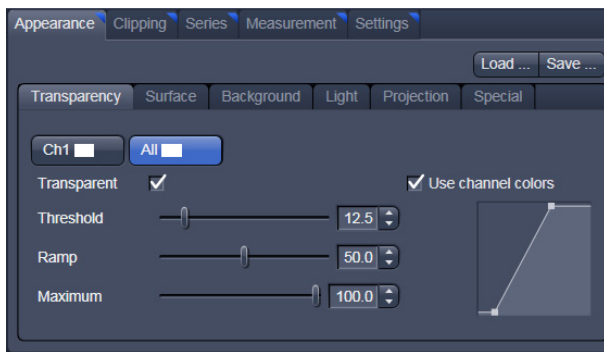 Appearance Clipping Series Measurement Settings
Load ... Save ...
Transparency Surface Background Light Projection Special
Ch1 All
Transparent Use channel colors
Threshold 12.5
Ramp 50.0
Maximum 100.0